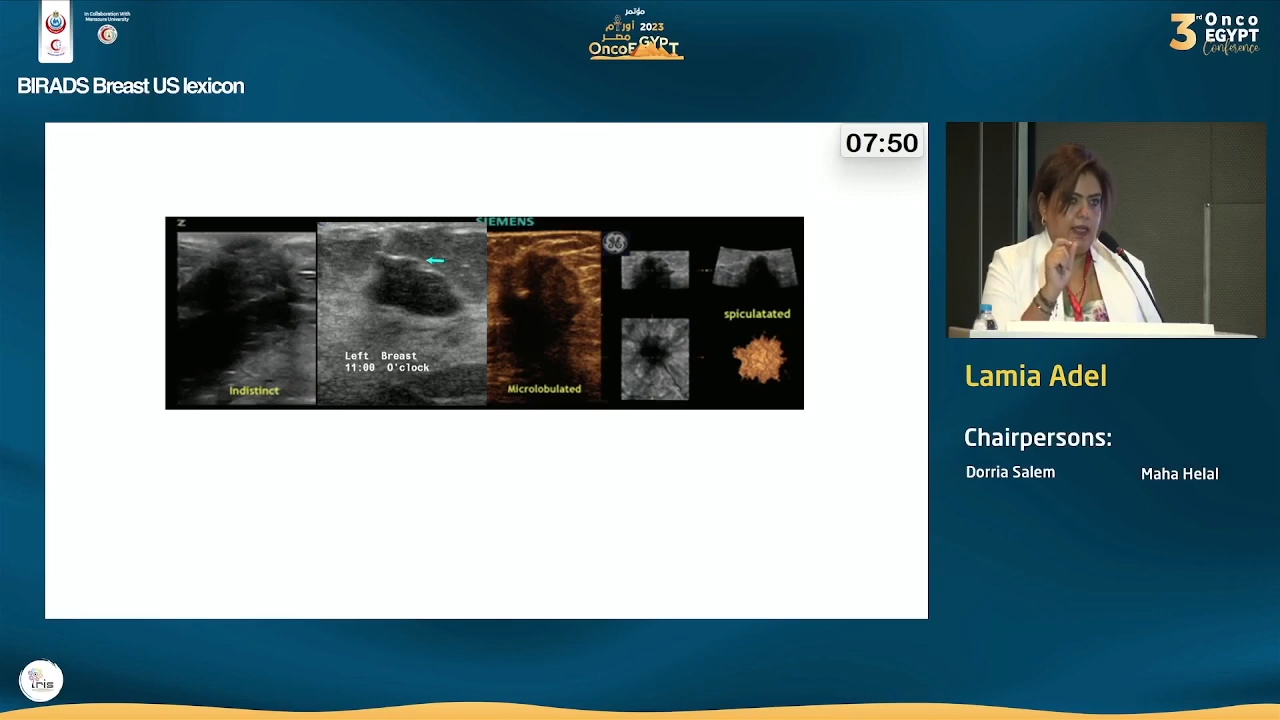 In Collaboration With
Mansoura University
مؤتمر
أورام 2023
مصر
OncoEGYPT
3rd Onco
EGYPT
Conference
BIRADS Breast US lexicon
07:50
Z
SIEMENS
Left Breast
11:00 O'clock
Indistinct
Microlobulated
spiculatated
Lamia Adel
Chairpersons:
Dorria Salem
Maha Helal
iris